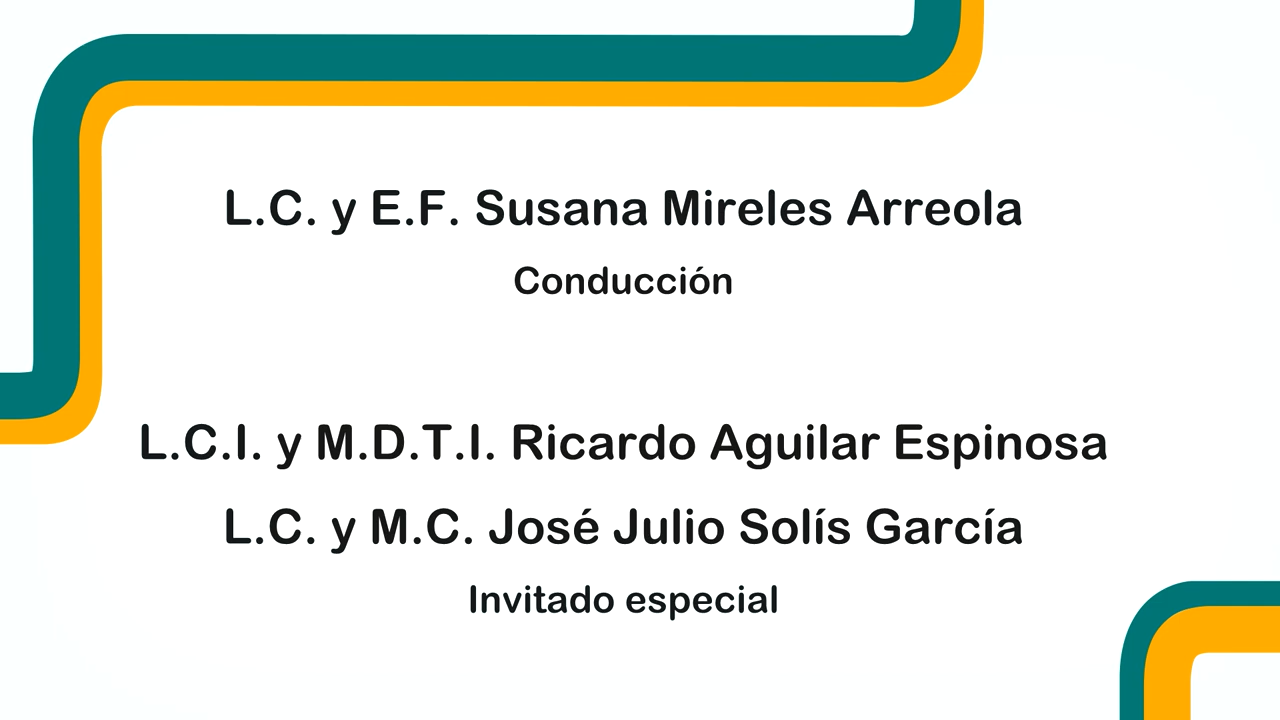 L.C. y E.F. Susana Mireles Arreola
Conducción
L.C.I. y M.D.T.I. Ricardo Aguilar Espinosa
L.C. y M.C. José Julio Solís García
Invitado especial